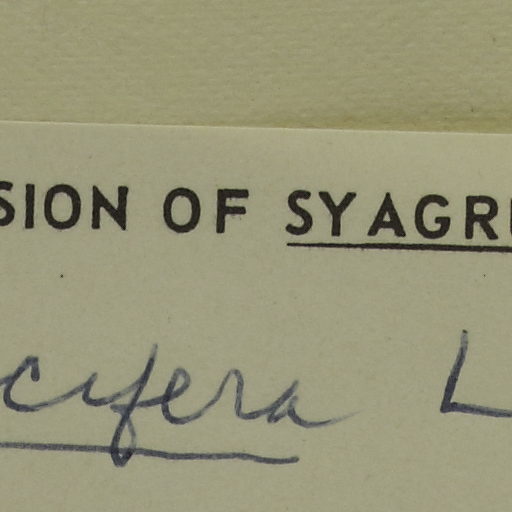 SION OF SYAGR
cifera L